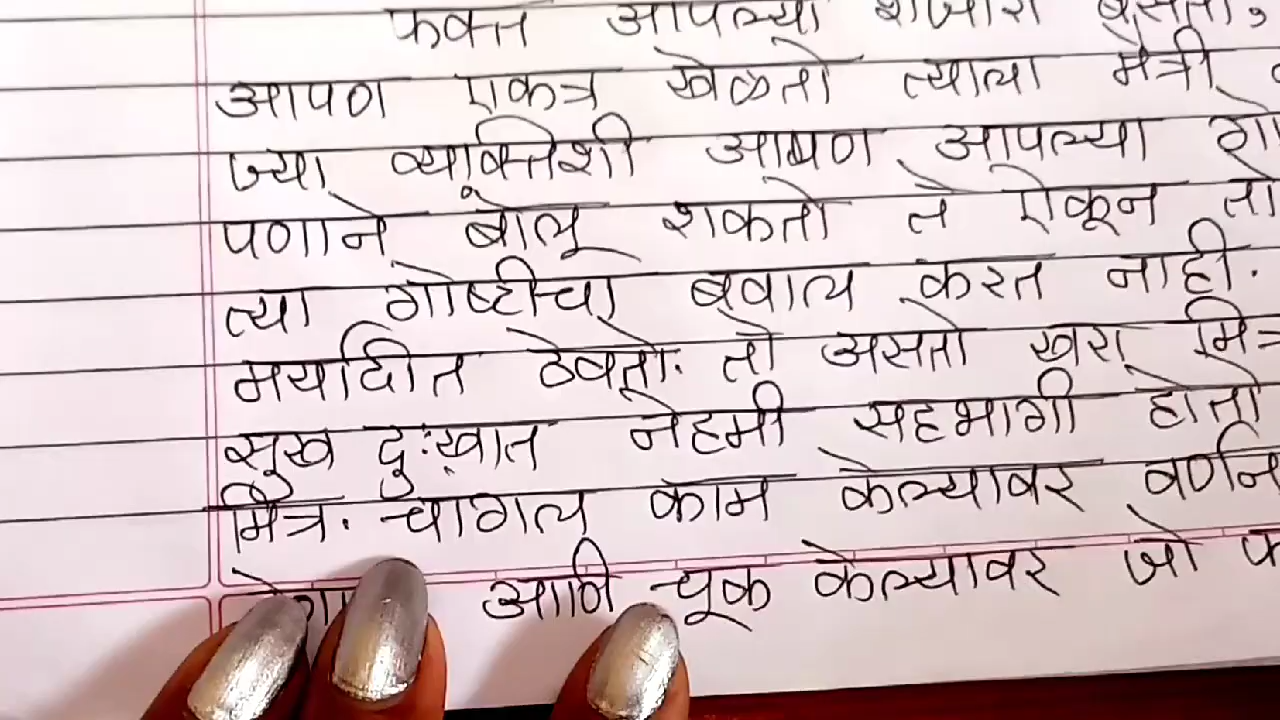 फक्त आपल्या शेजारी बसतो,
आपण एकत्र खेळतो त्याला मैत्री
ज्या व्यक्तिशी आपण आपल्या
पणाने बोलू शकतो ते ऐकून तो
त्या गोष्टीचा बवाल करत नाही.
मर्यादीत ठेवतो. तो असतो खरा मित्र
सुख दुःखात नेहमी सहभागी होतो
मित्र. चांगल काम केल्यावर
आणि चूक केल्यावर जो